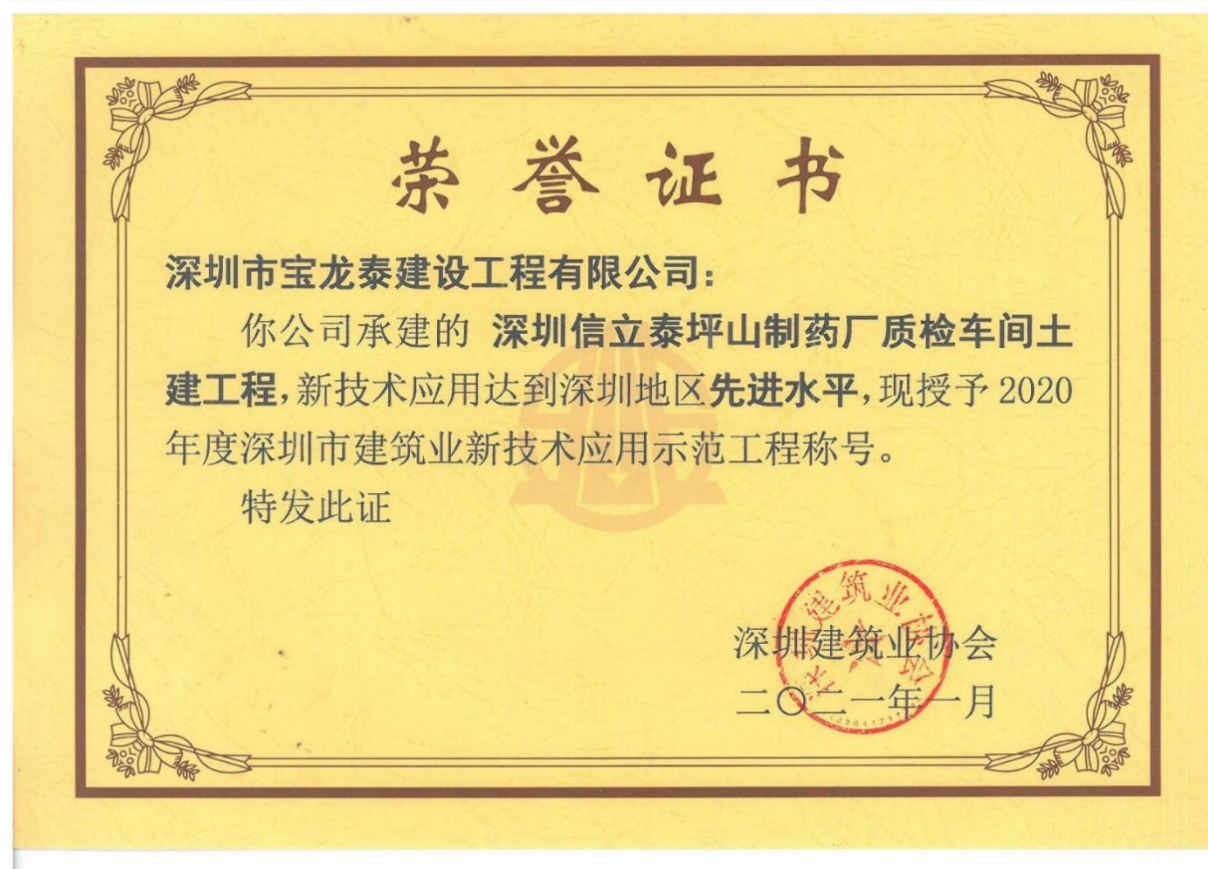 荣誉证书
深圳市宝龙泰建设工程有限公司：
你公司承建的 深圳信立泰坪山制药厂质检车间土
建工程，新技术应用达到深圳地区先进水平，现授予 2020
年度深圳市建筑业新技术应用示范工程称号。
特发此证
深圳建筑业协会
二〇二一年一月